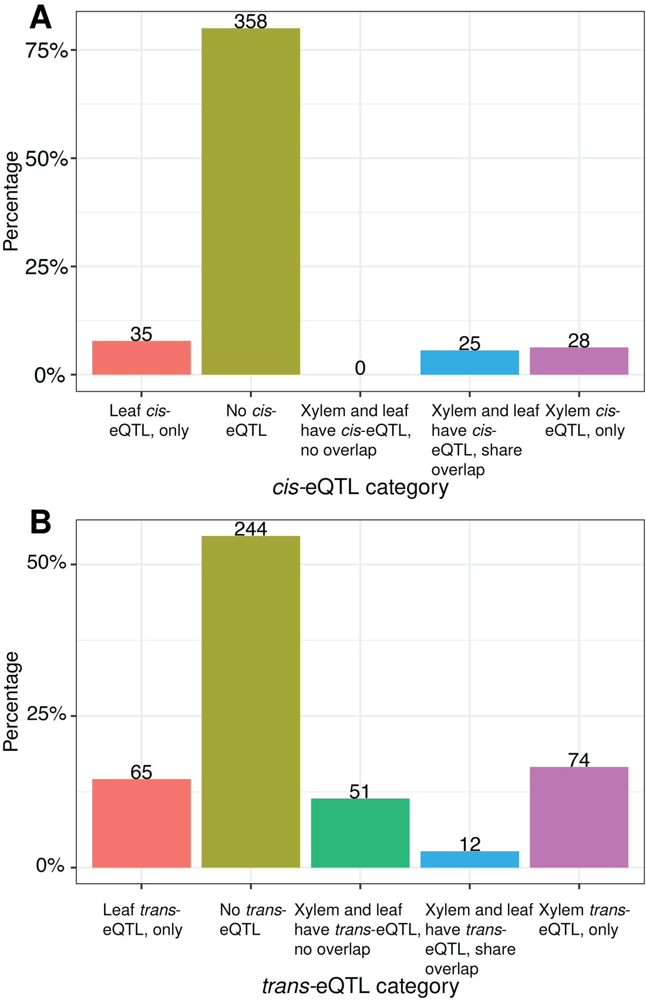 A
358
75%
50%
Percentage
25%
35
25
28
0
0%
Leaf cis-
eQTL, only
No cis-
eQTL
Xylem and leaf
have cis-eQTL,
no overlap
Xylem and leaf
have cis-
eQTL, share
overlap
Xylem cis-
eQTL, only
cis-eQTL category
B
244
50%
Percentage
25%
65
51
12
74
0%
Leaf trans-
eQTL, only
No trans-
eQTL
Xylem and leaf
have trans-eQTL,
no overlap
Xylem and leaf
have trans-
eQTL, share
overlap
Xylem trans-
eQTL, only
trans-eQTL category